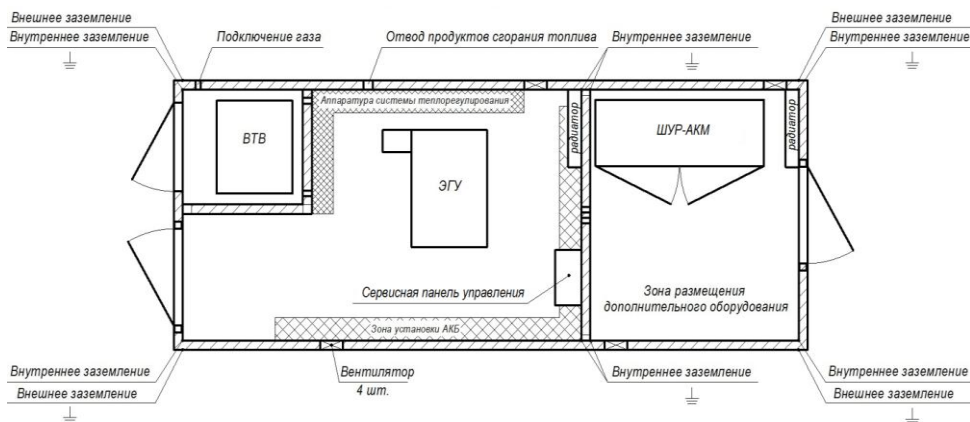 Внешнее заземление
Внутреннее заземление
Подключение газа
Отвод продуктов сгорания топлива
Внутреннее заземление
Внешнее заземление
Внутреннее заземление
Аппаратура системы теплорегулирования
ВТВ
ЭГУ
радиатор
ШУР-АКМ
радиатор
Сервисная панель управления
Зона размещения
дополнительного оборудования
Зона установки АКБ
Внутреннее заземление
Внешнее заземление
Вентилятор
4 шт.
Внутреннее заземление
Внутреннее заземление
Внешнее заземление